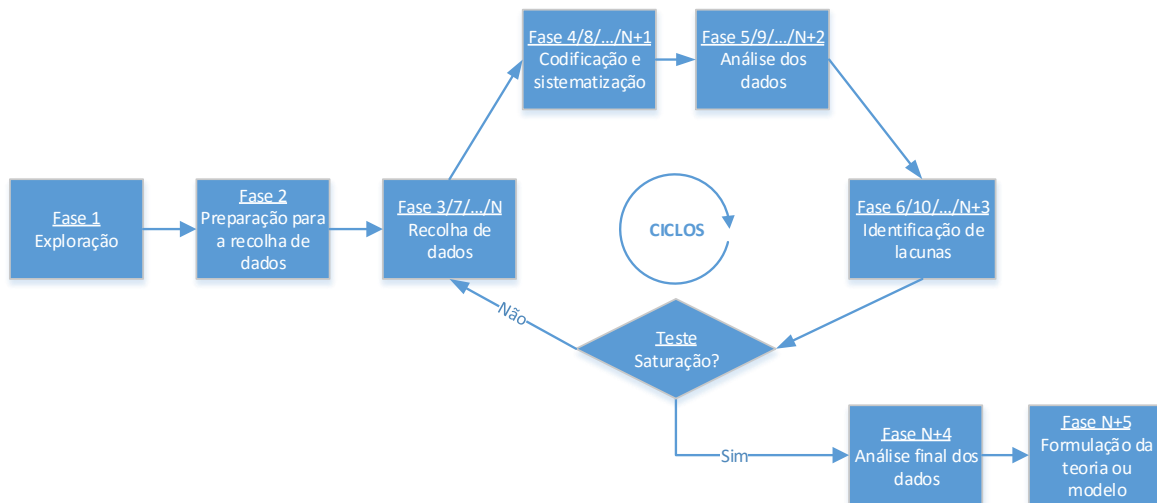 Fase 1
Exploração
Fase 2
Preparação para
a recolha de
dados
Fase 3/7/.../N
Recolha de
dados
Fase 4/8/.../N+1
Codificação e
sistematização
Fase 5/9/.../N+2
Análise dos
dados
Fase 6/10/.../N+3
Identificação de
lacunas
CICLOS
Teste
Saturação?
Não
Sim
Fase N+4
Análise final dos
dados
Fase N+5
Formulação da
teoria ou
modelo